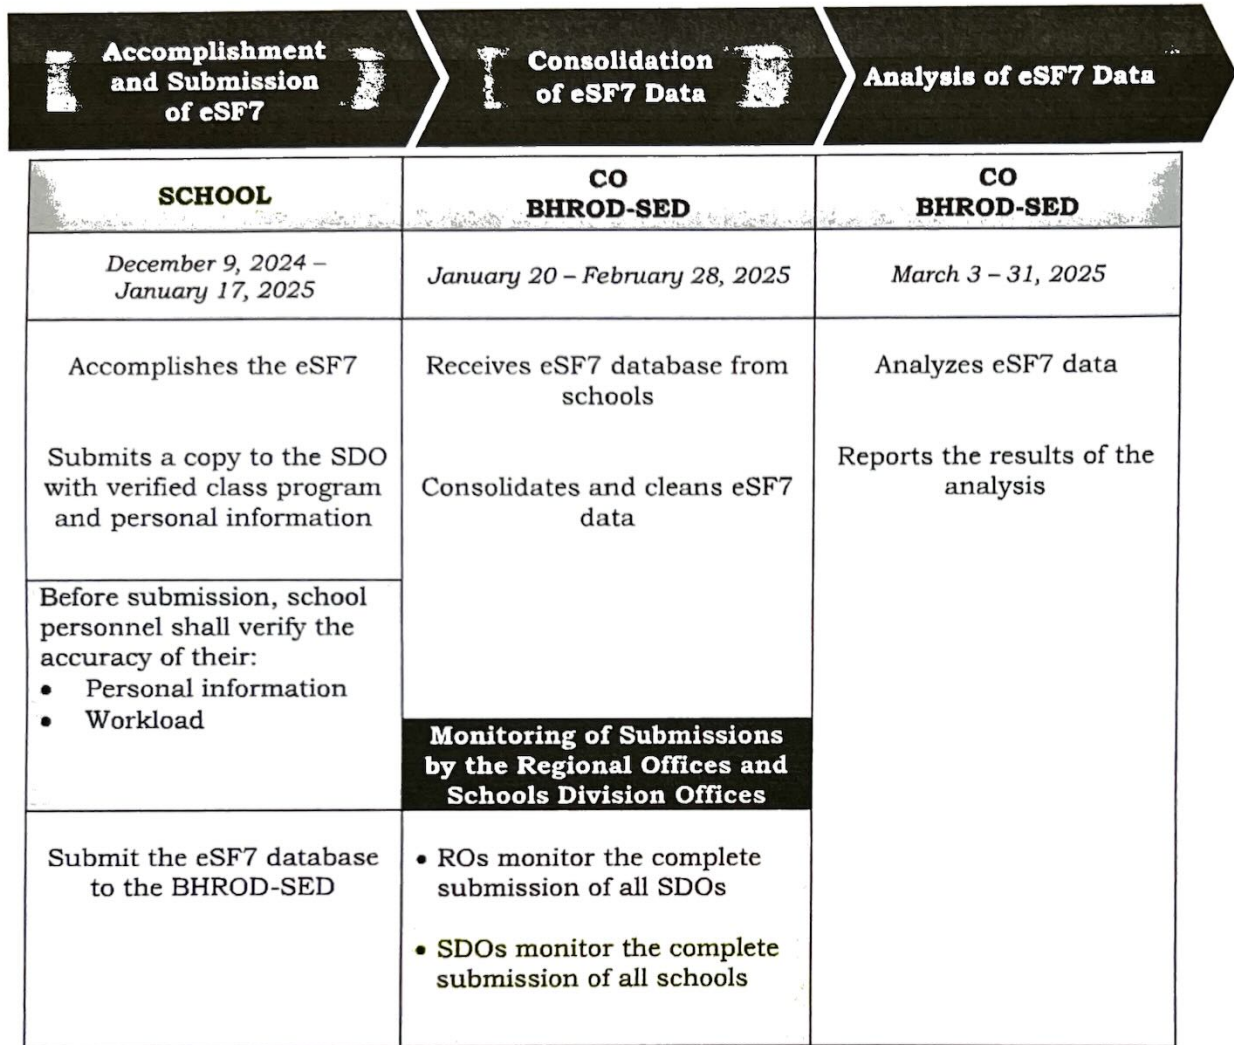 Accomplishment
and Submission
of eSF7
Consolidation
of eSF7 Data
Analysis of eSF7 Data
SCHOOL
CO
BHROD-SED
CO
BHROD-SED
December 9, 2024 –
January 17, 2025
January 20 – February 28, 2025
March 3 – 31, 2025
Accomplishes the eSF7
Submits a copy to the SDO
with verified class program
and personal information
Before submission, school
personnel shall verify the
accuracy of their:
• Personal information
• Workload
Submit the eSF7 database
to the BHROD-SED
Receives eSF7 database from
schools
Consolidates and cleans eSF7
data
Monitoring of Submissions
by the Regional Offices and
Schools Division Offices
• ROs monitor the complete
submission of all SDOs
• SDOs monitor the complete
submission of all schools
Analyzes eSF7 data
Reports the results of the
analysis